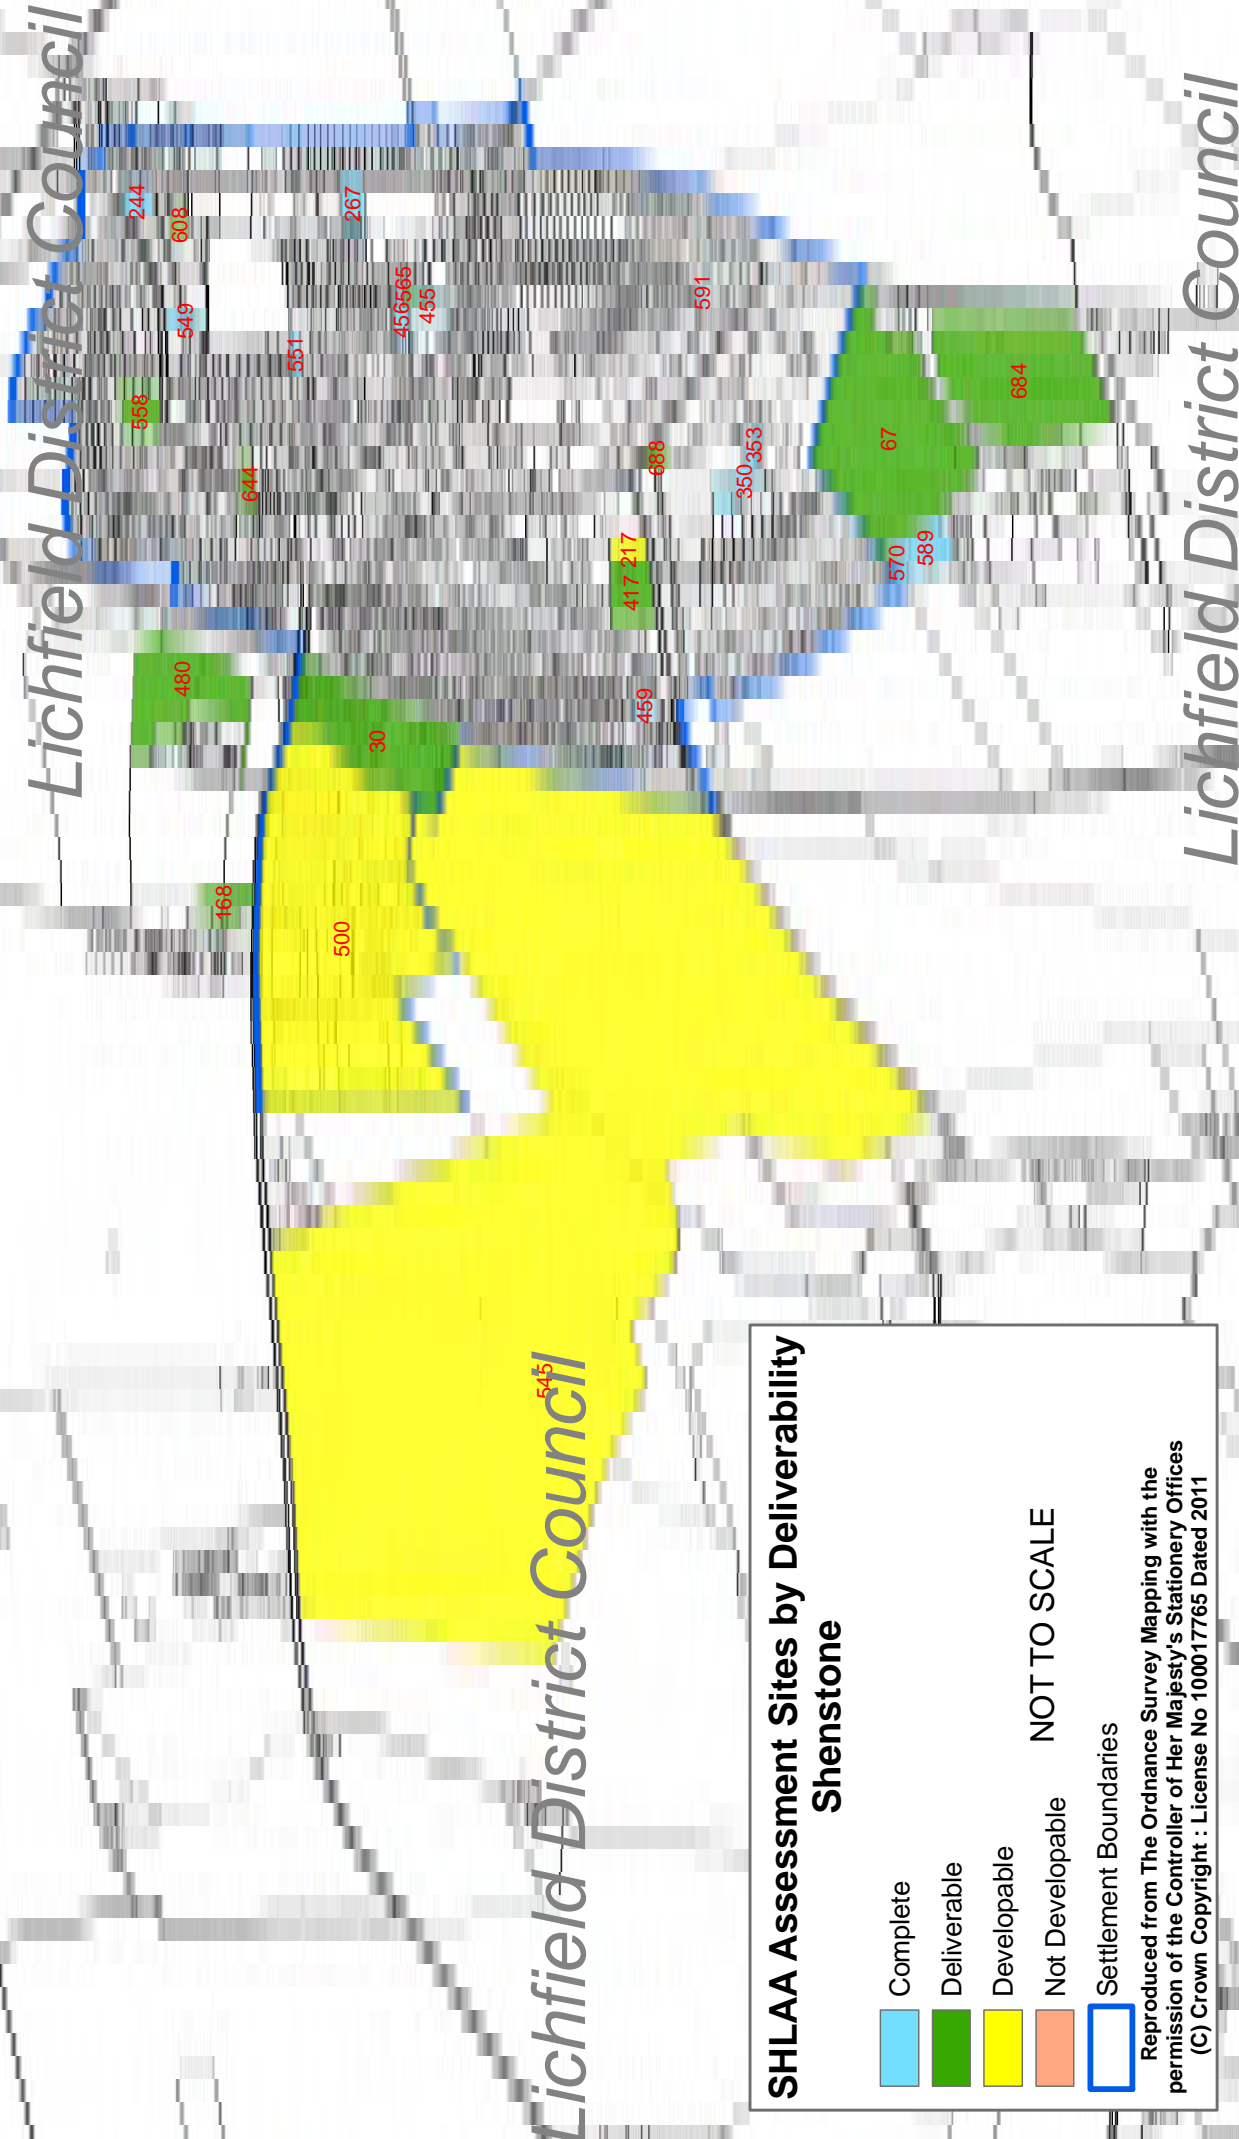 Lichfield District Council
Lichfield District Council
Lichfield District Council
244
608
267
549
551
456565
455
591
558
644
688
353
350
67
684
217
417
570
589
480
30
459
468
500
545
SHLAA Assessment Sites by Deliverability
Shenstone
Complete
Deliverable
Developable
Not Developable
Settlement Boundaries
NOT TO SCALE
Reproduced from The Ordnance Survey Mapping with the
permission of the Controller of Her Majesty's Stationery Offices
(C) Crown Copyright : License No 100017765 Dated 2011